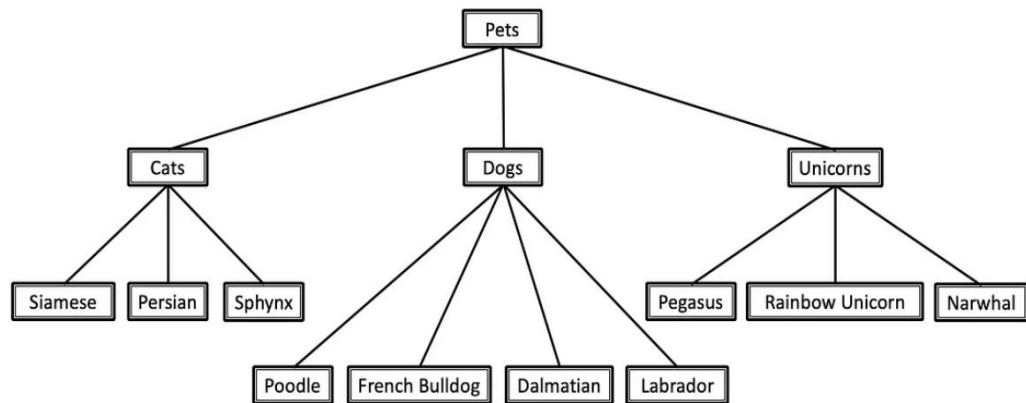 Pets
Cats
Dogs
Unicorns
Siamese
Persian
Sphynx
Pegasus
Rainbow Unicorn
Narwhal
Poodle
French Bulldog
Dalmatian
Labrador